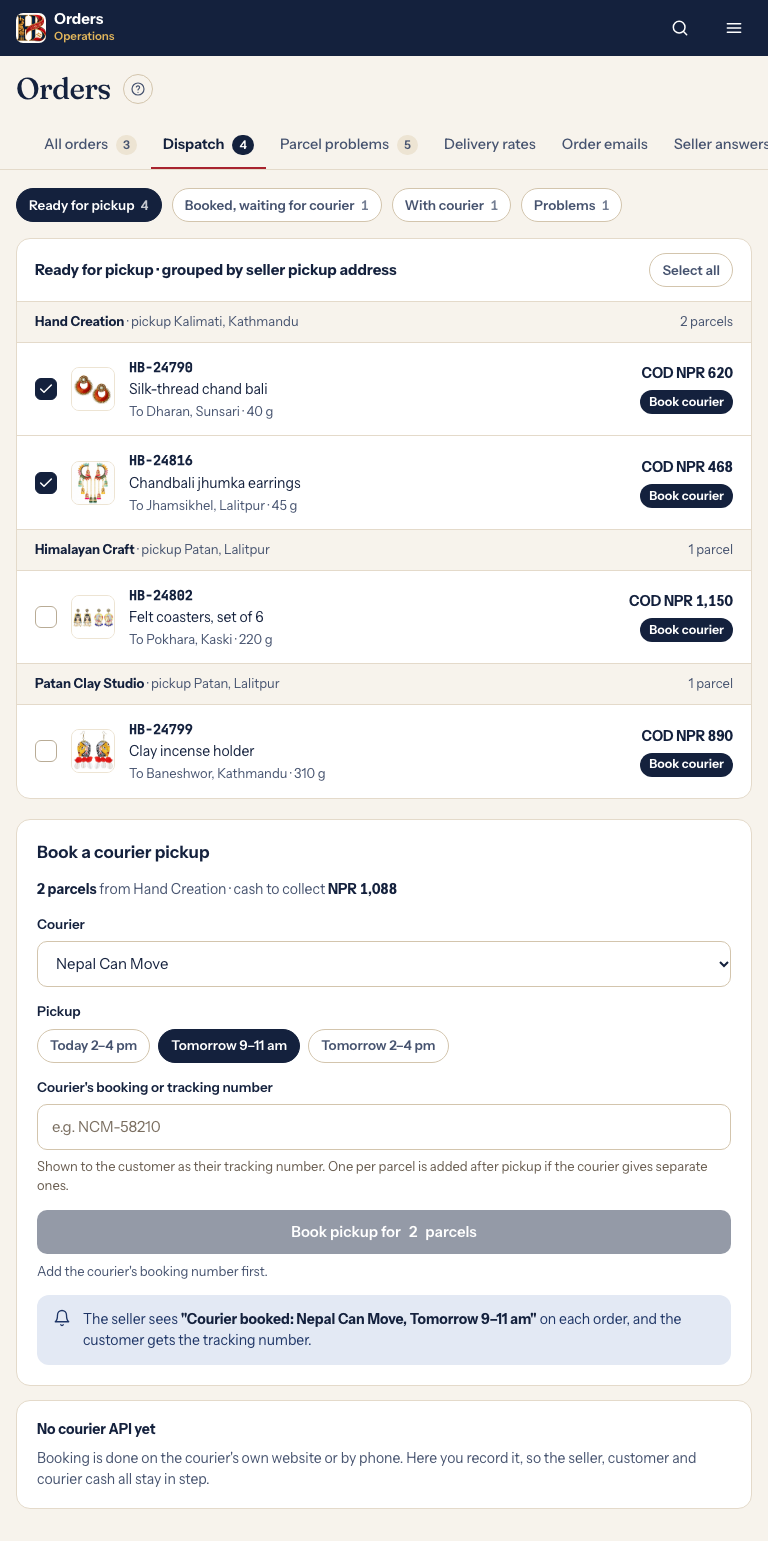 Orders
Operations
Orders
All orders 3 Dispatch 4 Parcel problems 5 Delivery rates Order emails Seller answers
Ready for pickup 4 Booked, waiting for courier 1 With courier 1 Problems 1
Ready for pickup · grouped by seller pickup address Select all
Hand Creation · pickup Kalimati, Kathmandu 2 parcels
HB-24790
Silk-thread chand bali
To Dharan, Sunsari · 40 g
COD NPR 620
Book courier
HB-24816
Chandbali jhumka earrings
To Jhamsikhel, Lalitpur · 45 g
COD NPR 468
Book courier
Himalayan Craft · pickup Patan, Lalitpur 1 parcel
HB-24802
Felt coasters, set of 6
To Pokhara, Kaski · 220 g
COD NPR 1,150
Book courier
Patan Clay Studio · pickup Patan, Lalitpur 1 parcel
HB-24799
Clay incense holder
To Baneshwor, Kathmandu · 310 g
COD NPR 890
Book courier
Book a courier pickup
2 parcels from Hand Creation · cash to collect NPR 1,088
Courier
Nepal Can Move
Pickup
Today 2–4 pm Tomorrow 9–11 am Tomorrow 2–4 pm
Courier's booking or tracking number
e.g. NCM-58210
Shown to the customer as their tracking number. One per parcel is added after pickup if the courier gives separate
ones.
Book pickup for 2 parcels
Add the courier's booking number first.
The seller sees "Courier booked: Nepal Can Move, Tomorrow 9–11 am" on each order, and the
customer gets the tracking number.
No courier API yet
Booking is done on the courier's own website or by phone. Here you record it, so the seller, customer and
courier cash all stay in step.